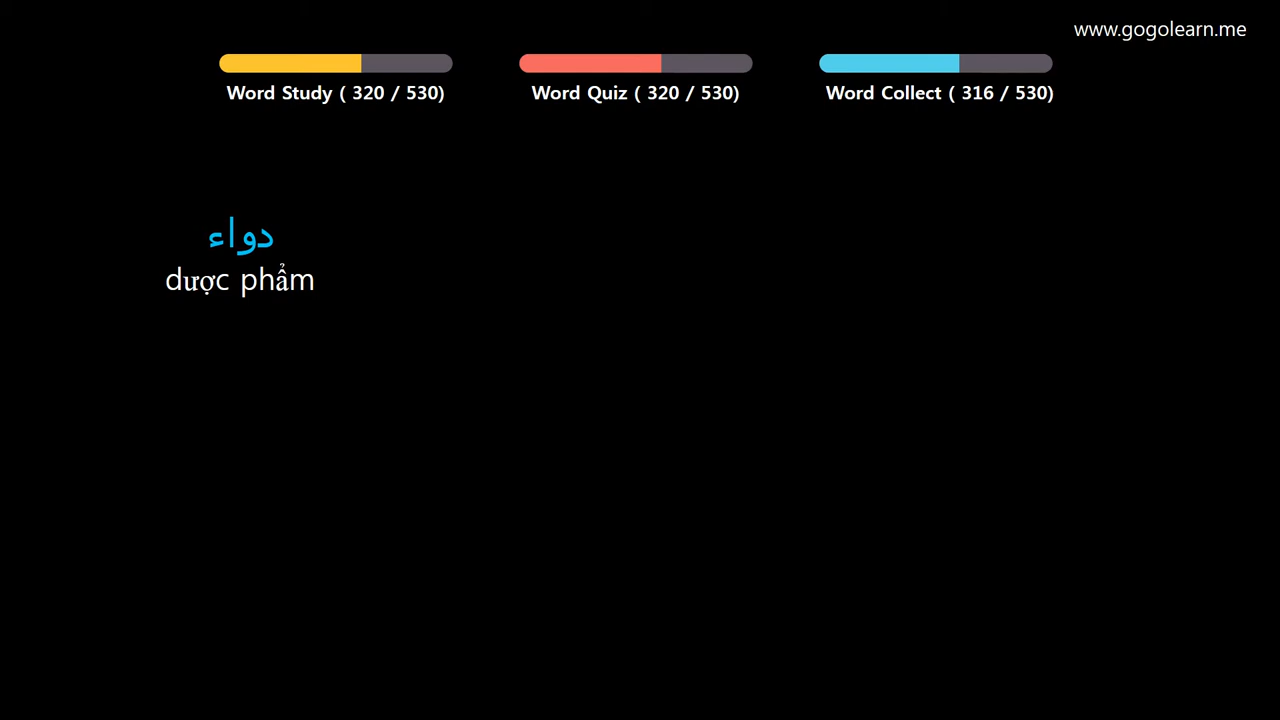 www.gogolearn.me
Word Study ( 320 / 530)
Word Quiz ( 320 / 530)
Word Collect ( 316 / 530)
دواء
dược phẩm